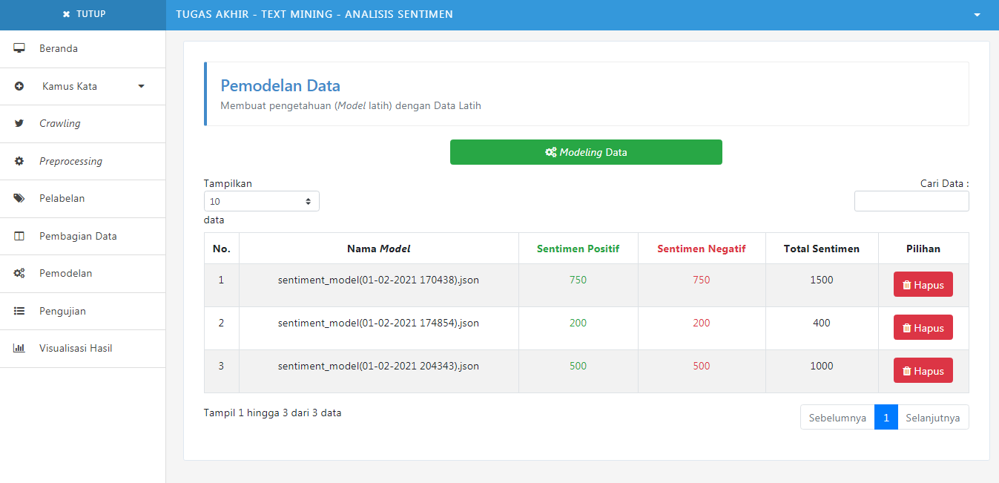 TUTUP
TUGAS AKHIR - TEXT MINING - ANALISIS SENTIMEN
Beranda
Kamus Kata
Crawling
Preprocessing
Pelabelan
Pembagian Data
Pemodelan
Pengujian
Visualisasi Hasil
Pemodelan Data
Membuat pengetahuan (Model latih) dengan Data Latih
Modeling Data
Tampilkan
10
data
Cari Data :
No. Nama Model Sentimen Positif Sentimen Negatif Total Sentimen Pilihan
1 sentiment_model(01-02-2021 170438).json 750 750 1500 Hapus
2 sentiment_model(01-02-2021 174854).json 200 200 400 Hapus
3 sentiment_model(01-02-2021 204343).json 500 500 1000 Hapus
Tampil 1 hingga 3 dari 3 data
Sebelumnya 1 Selanjutnya